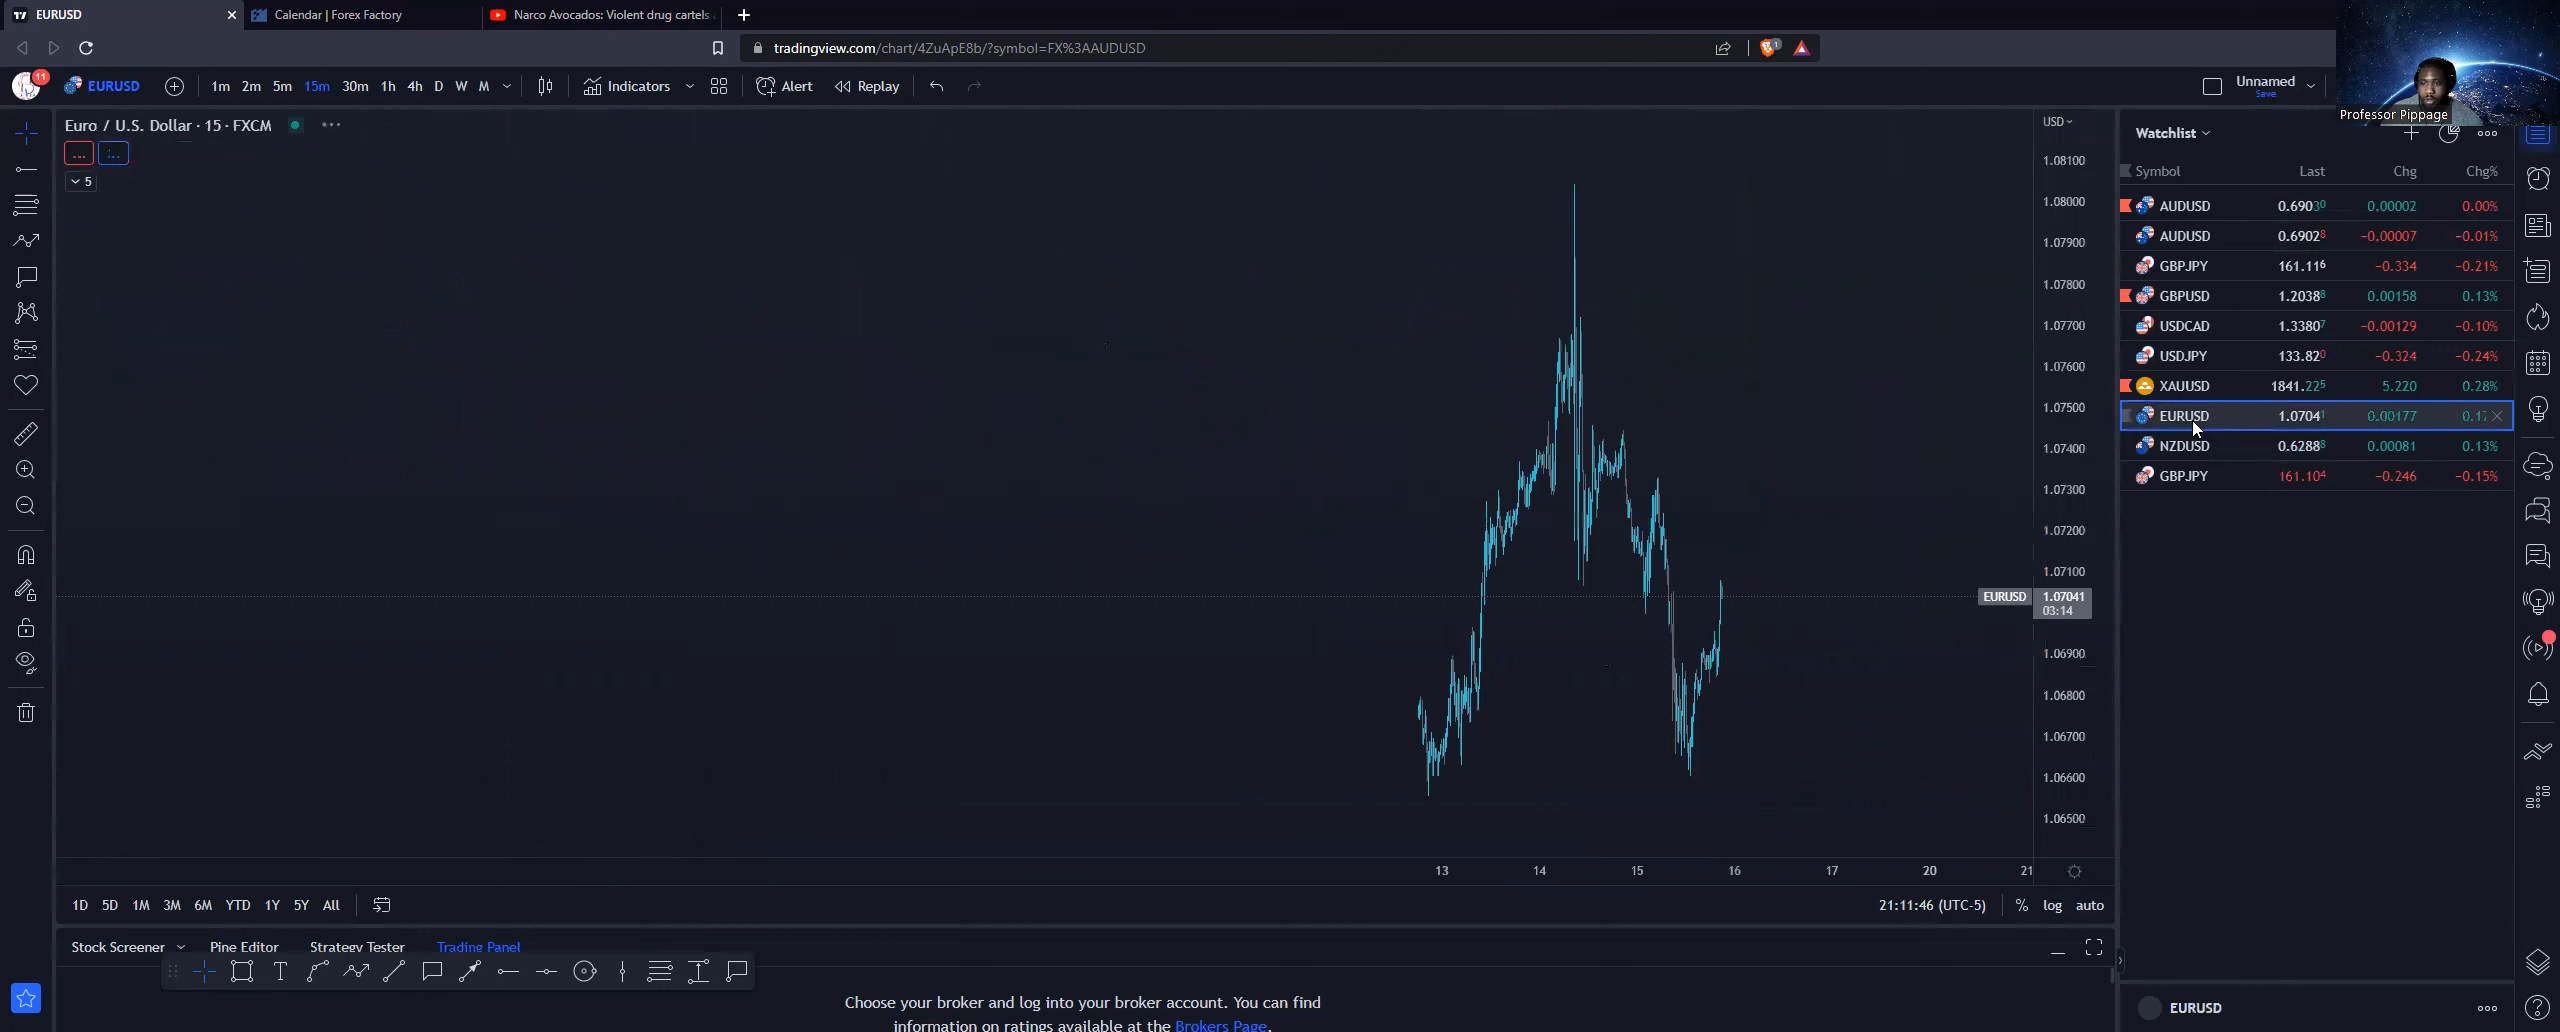 EURUSD
Calendar | Forex Factory
Narco Avocados: Violent drug cartels
tradingview.com/chart/4ZuApE8b/?symbol=FX%3AAUDUSD
11 EURUSD 1m 2m 5m 15m 30m 1h 4h D W M Indicators Alert Replay Unnamed
Save
Professor Pippage
Euro / U.S. Dollar · 15 · FXCM
5
USD
1.08100
1.08000
1.07900
1.07800
1.07700
1.07600
1.07500
1.07400
1.07300
1.07200
1.07100
EURUSD 1.07041
03:14
1.06900
1.06800
1.06700
1.06600
1.06500
13 14 15 16 17 20 21
1D 5D 1M 3M 6M YTD 1Y 5Y All
21:11:46 (UTC-5) % log auto
Watchlist
Symbol Last Chg Chg%
AUDUSD 0.69030 0.00002 0.00%
AUDUSD 0.69028 −0.00007 −0.01%
GBPJPY 161.116 −0.334 −0.21%
GBPUSD 1.20388 0.00158 0.13%
USDCAD 1.33807 −0.00129 −0.10%
USDJPY 133.820 −0.324 −0.24%
XAUUSD 1841.225 5.220 0.28%
EURUSD 1.07041 0.00177
NZDUSD 0.62888 0.00081 0.13%
GBPJPY 161.104 −0.246 −0.15%
Stock Screener Pine Editor Strategy Tester Trading Panel
Choose your broker and log into your broker account. You can find
information on ratings available at the Brokers Page.
EURUSD